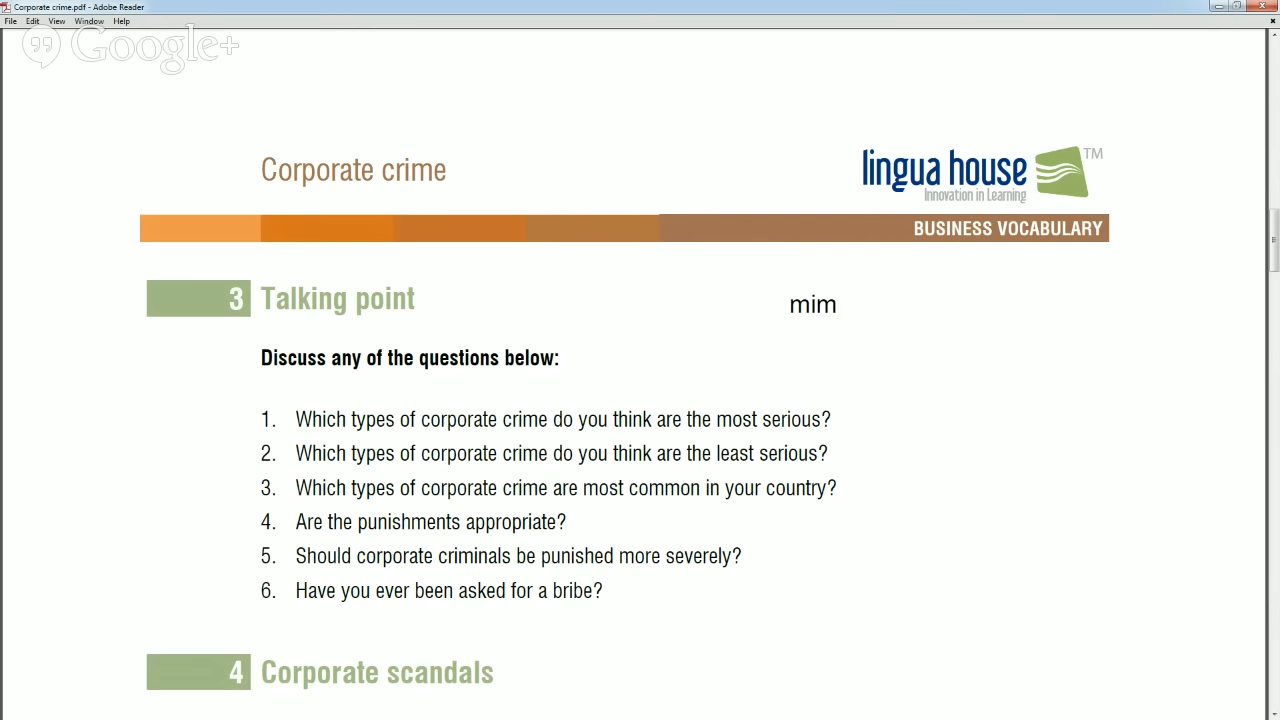 Corporate crime.pdf - Adobe Reader
File Edit View Window Help
Google+
Corporate crime
lingua house TM
Innovation in Learning
BUSINESS VOCABULARY
3 Talking point
mim
Discuss any of the questions below:
1. Which types of corporate crime do you think are the most serious?
2. Which types of corporate crime do you think are the least serious?
3. Which types of corporate crime are most common in your country?
4. Are the punishments appropriate?
5. Should corporate criminals be punished more severely?
6. Have you ever been asked for a bribe?
4 Corporate scandals